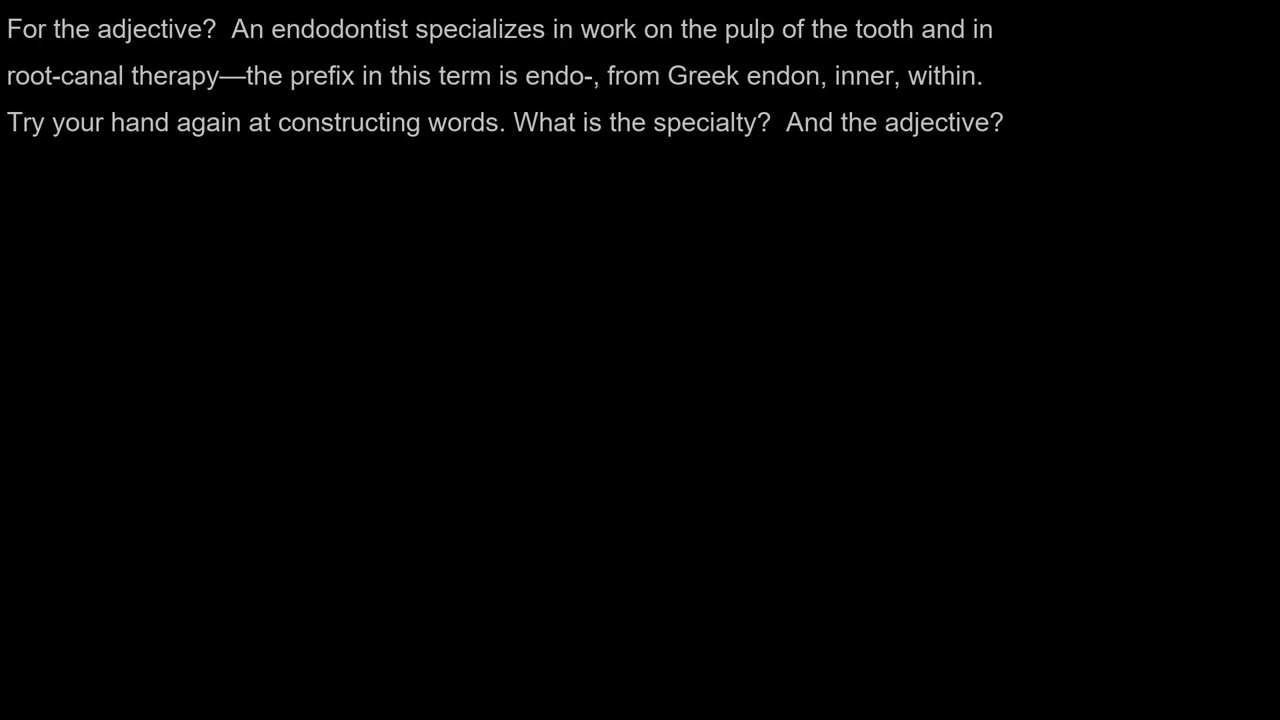 For the adjective?  An endodontist specializes in work on the pulp of the tooth and in
root-canal therapy—the prefix in this term is endo-, from Greek endon, inner, within.
Try your hand again at constructing words. What is the specialty?  And the adjective?